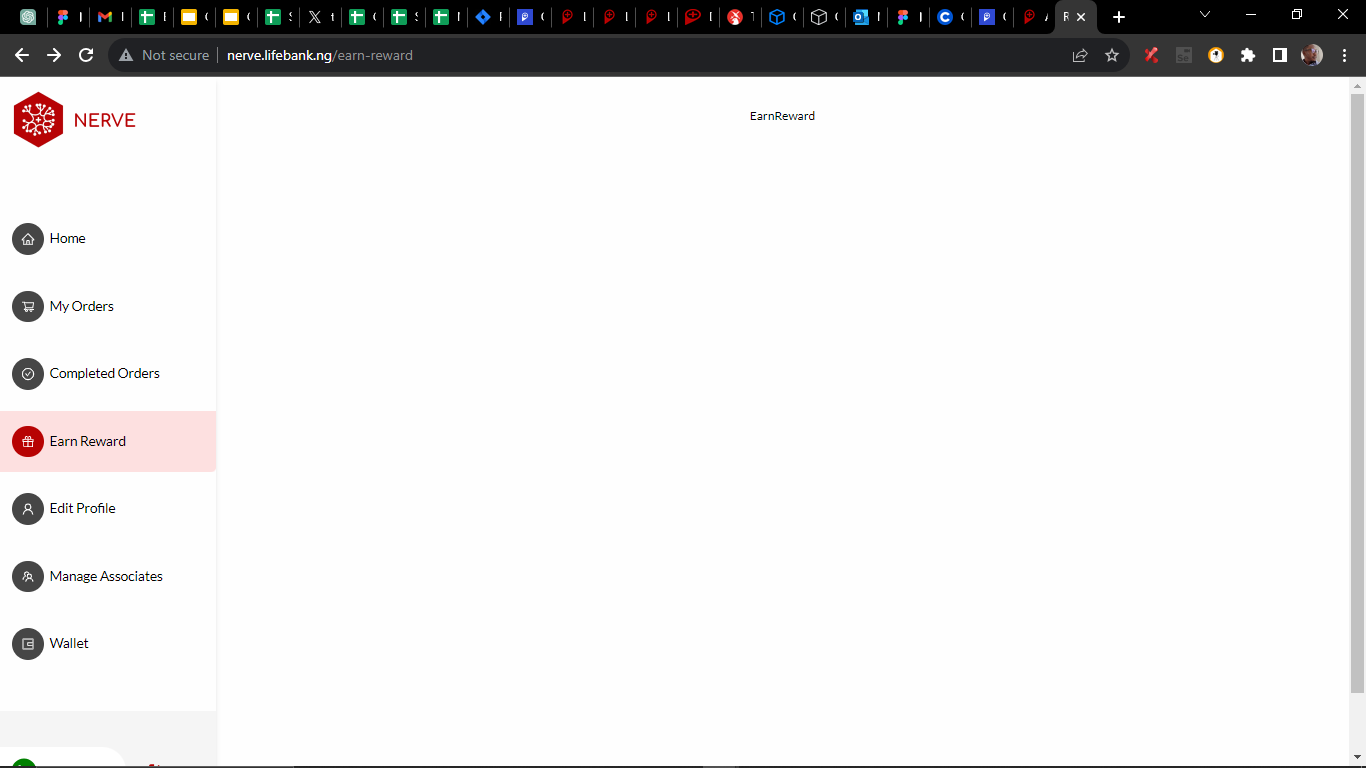 Not secure
nerve.lifebank.ng/earn-reward
NERVE
EarnReward
Home
My Orders
Completed Orders
Earn Reward
Edit Profile
Manage Associates
Wallet